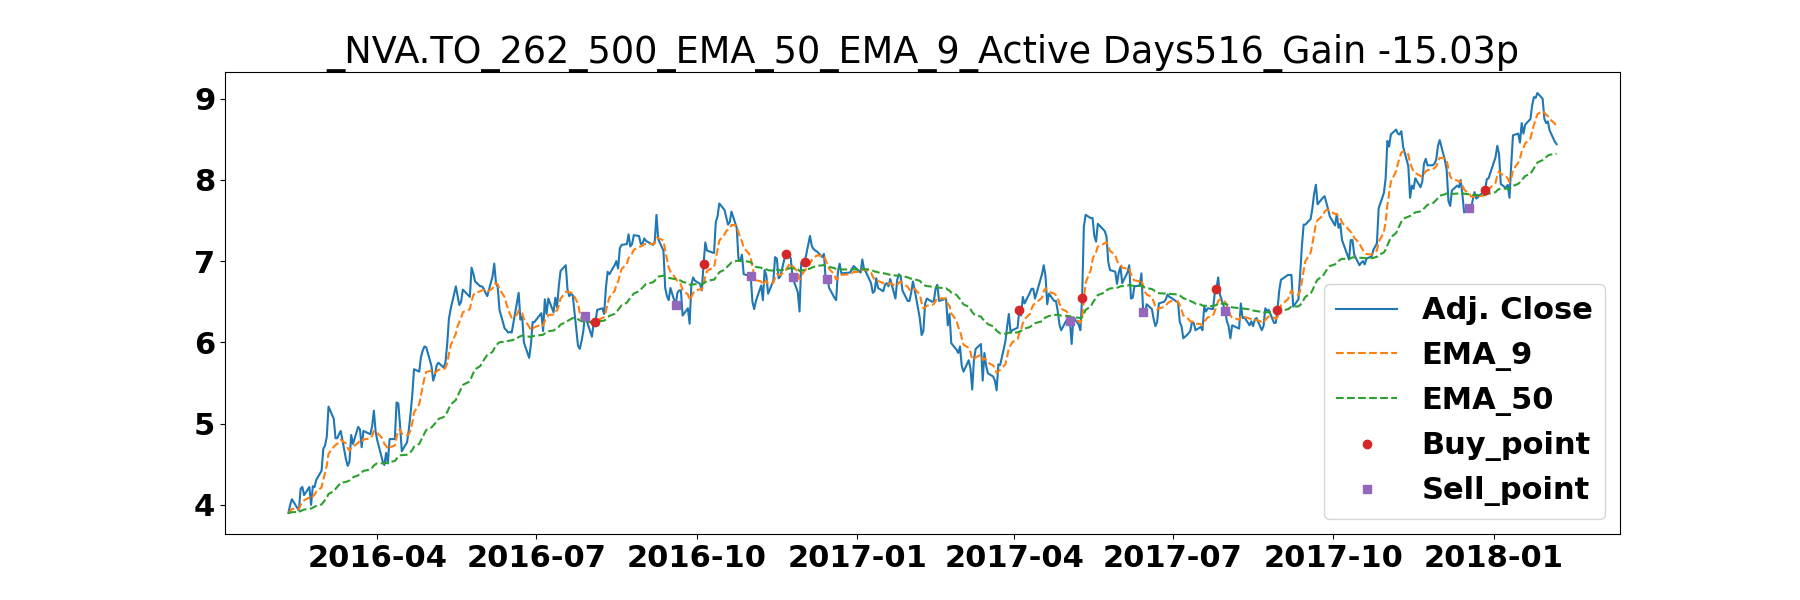 _NVA.TO_262_500_EMA_50_EMA_9_Active Days516_Gain -15.03p
9
8
7
6
5
4
Adj. Close
EMA_9
EMA_50
Buy_point
Sell_point
2016-04 2016-07 2016-10 2017-01 2017-04 2017-07 2017-10 2018-01